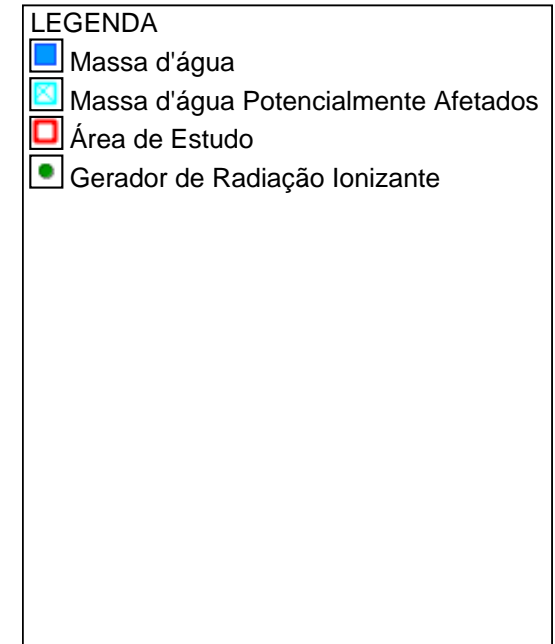 LEGENDA
Massa d'água
Massa d'água Potencialmente Afetados
Área de Estudo
Gerador de Radiação Ionizante